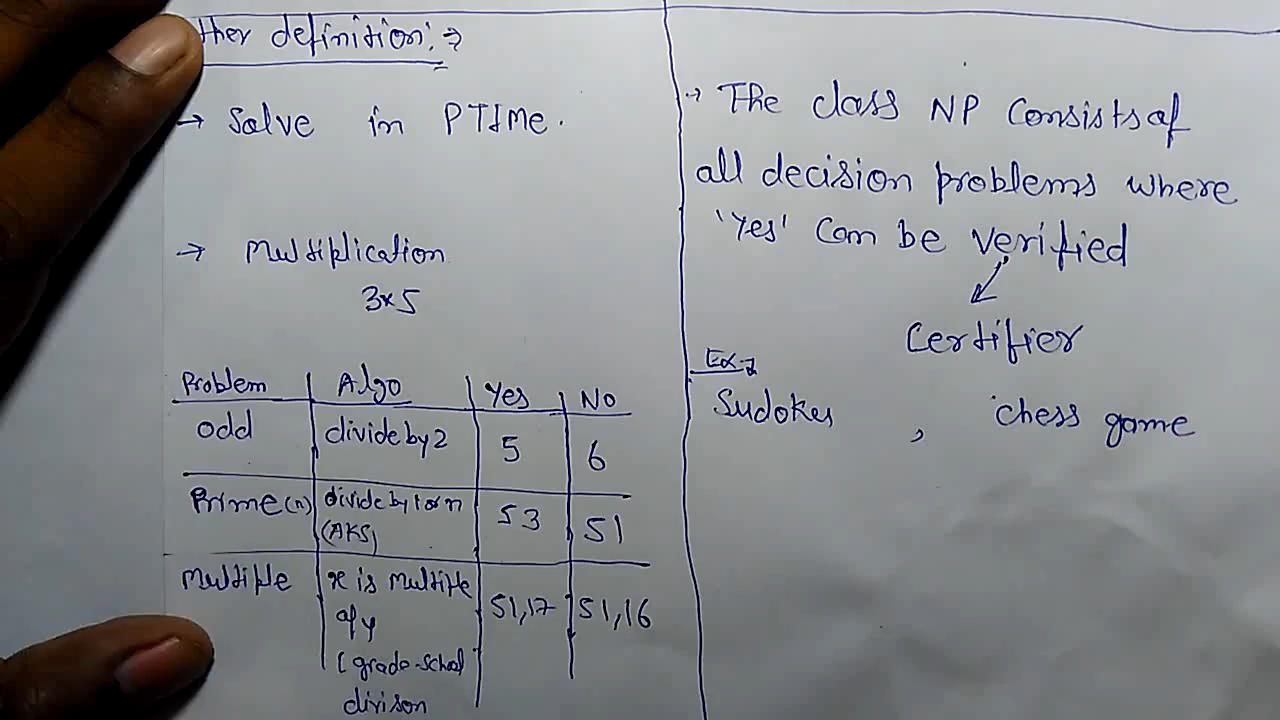 ther definition:→
→ Solve in PTIMe.
→ Multiplication
3×5
Problem Algo Yes No
odd divide by 2 5 6
Prime(n) divide by 1 or n (AKS) 53 51
Multiple x is multiple of y (grade-school divison 51,17 51,16
→ The class NP consists of
all decision problems where
'Yes' can be verified
Certifier
Ex→
Sudoku , chess game